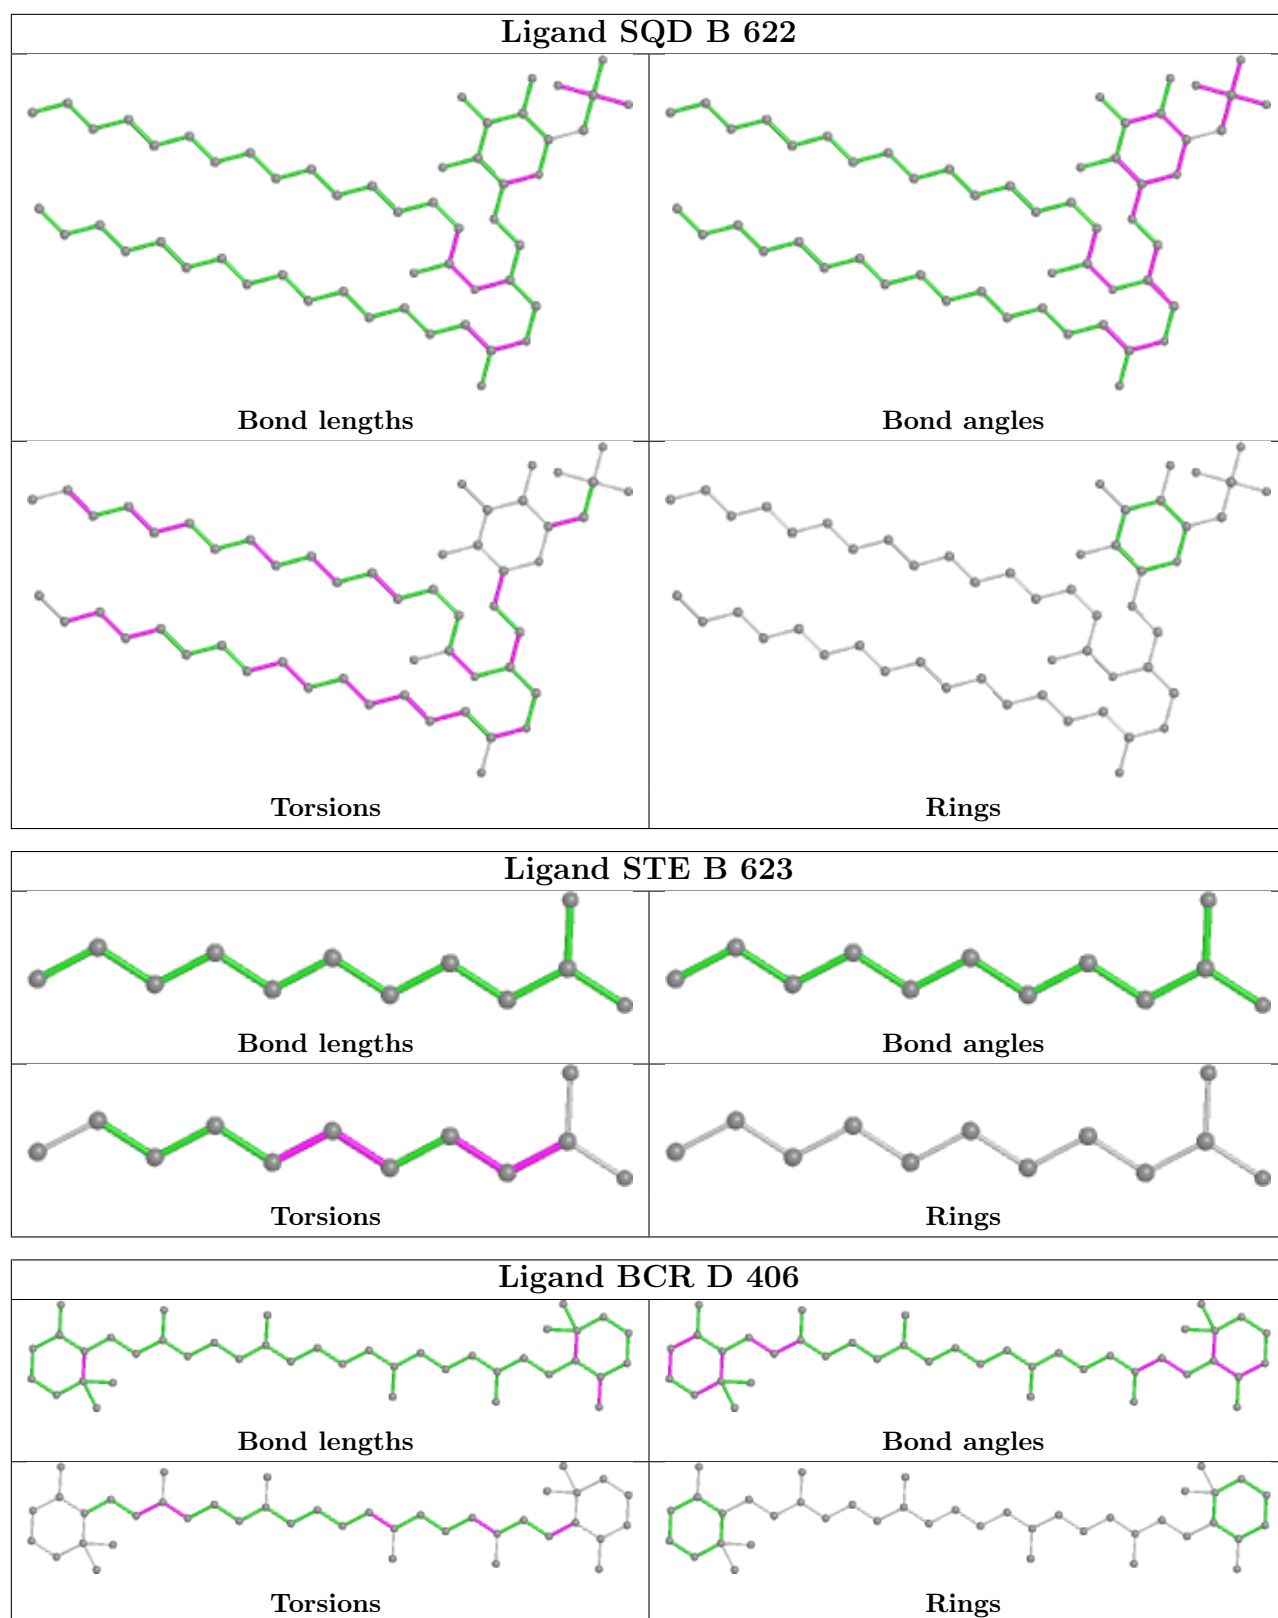 Ligand SQD B 622
Bond lengths
Bond angles
Torsions
Rings
Ligand STE B 623
Bond lengths
Bond angles
Torsions
Rings
Ligand BCR D 406
Bond lengths
Bond angles
Torsions
Rings